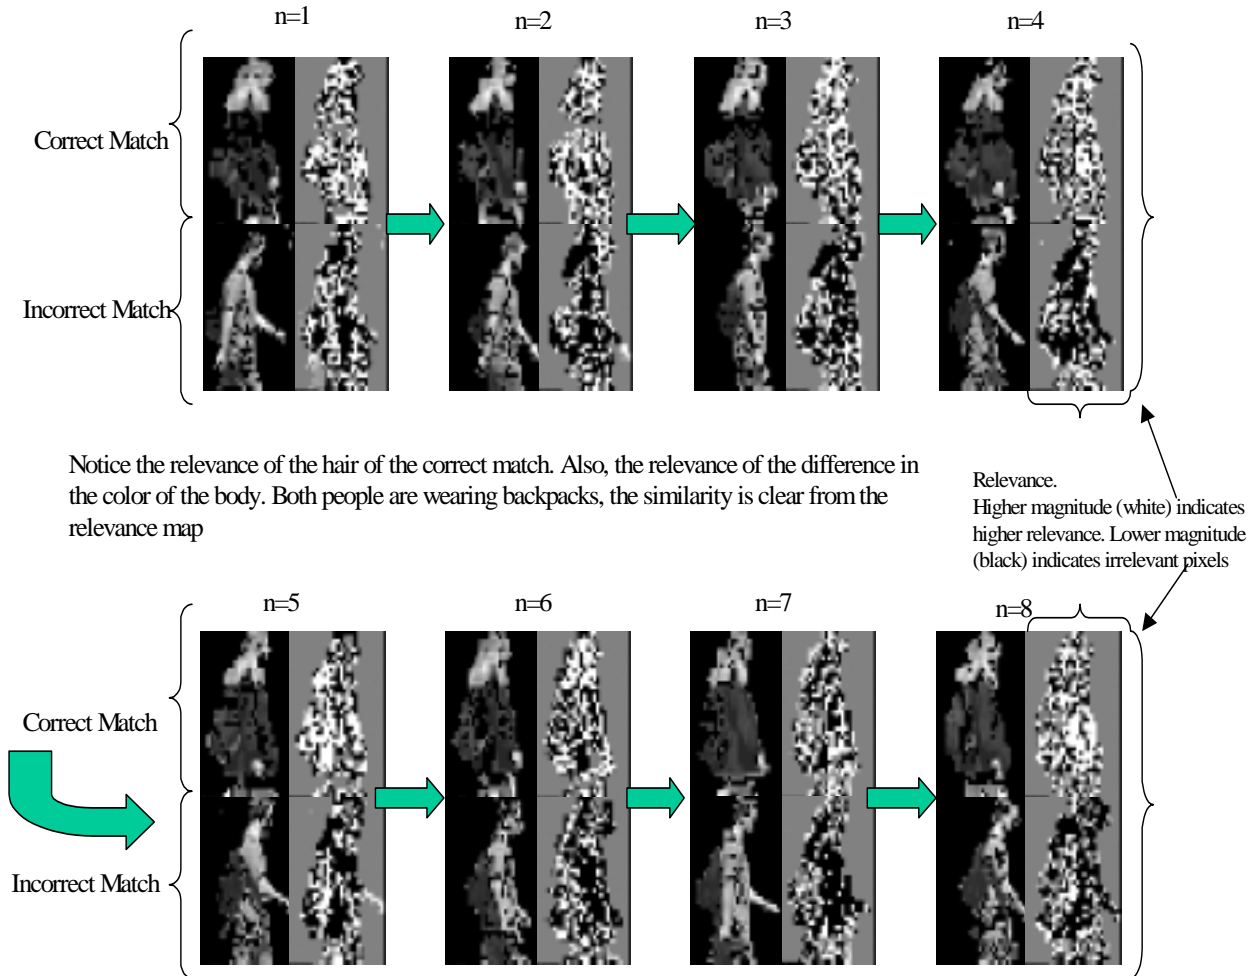 n=1
n=2
n=3
n=4
Correct Match
Incorrect Match
Notice the relevance of the hair of the correct match. Also, the relevance of the difference in
the color of the body. Both people are wearing backpacks, the similarity is clear from the
relevance map
Relevance.
Higher magnitude (white) indicates
higher relevance. Lower magnitude
(black) indicates irrelevant pixels
n=5
n=6
n=7
n=8
Correct Match
Incorrect Match